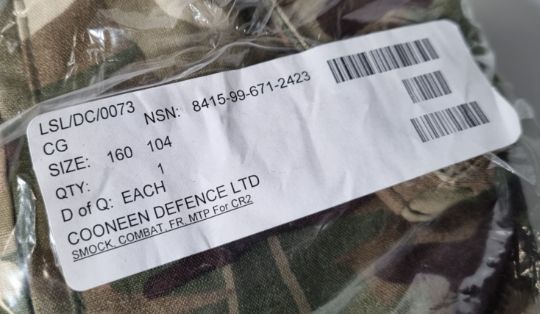 LSL/DC/0073 NSN: 8415-99-671-2423
CG
SIZE: 160 104
QTY: 1
D of Q: EACH
COONEEN DEFENCE LTD
SMOCK, COMBAT, FR, MTP For CR2